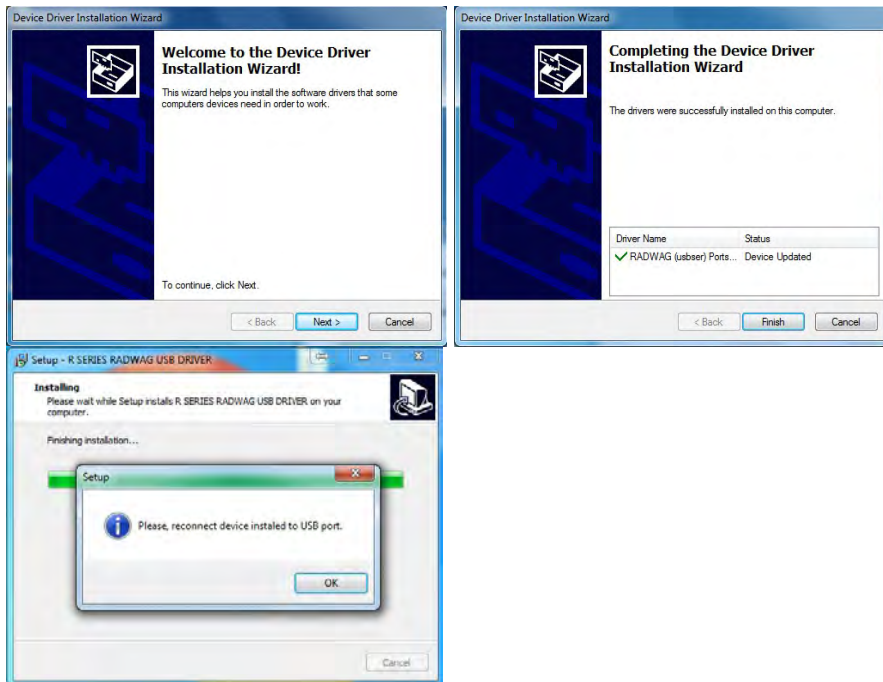 Device Driver Installation Wizard
Welcome to the Device Driver
Installation Wizard!
This wizard helps you install the software drivers that some
computers devices need in order to work.
To continue, click Next.
< Back
Next >
Cancel
Device Driver Installation Wizard
Completing the Device Driver
Installation Wizard
The drivers were successfully installed on this computer.
Driver Name
Status
RADWAG (usbser) Ports...
Device Updated
< Back
Finish
Cancel
Setup - R SERIES RADWAG USB DRIVER
Installing
Please wait while Setup installs R SERIES RADWAG USB DRIVER on your
computer.
Finishing installation...
Setup
Please, reconnect device instaled to USB port.
OK
Cancel